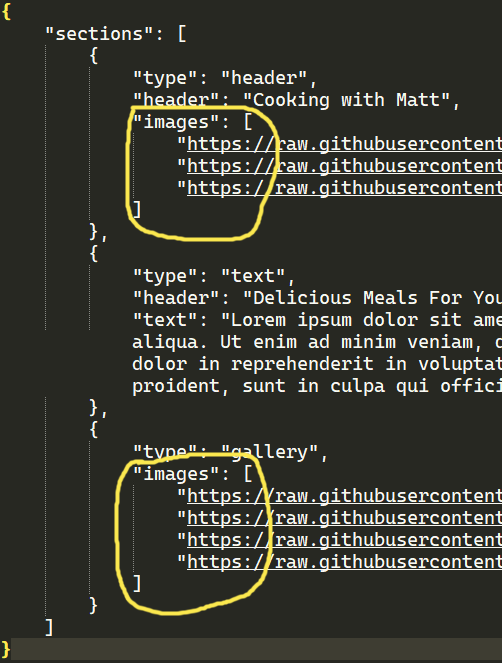 {
"sections": [
{
"type": "header",
"header": "Cooking with Matt",
"images": [
"https://raw.githubusercontent
"https://raw.githubusercontent
"https://raw.githubusercontent
]
},
{
"type": "text",
"header": "Delicious Meals For You
"text": "Lorem ipsum dolor sit ame
aliqua. Ut enim ad minim veniam,
dolor in reprehenderit in voluptat
proident, sunt in culpa qui offici
},
{
"type": "gallery",
"images": [
"https://raw.githubusercontent
"https://raw.githubusercontent
"https://raw.githubusercontent
"https://raw.githubusercontent
]
}
]
}